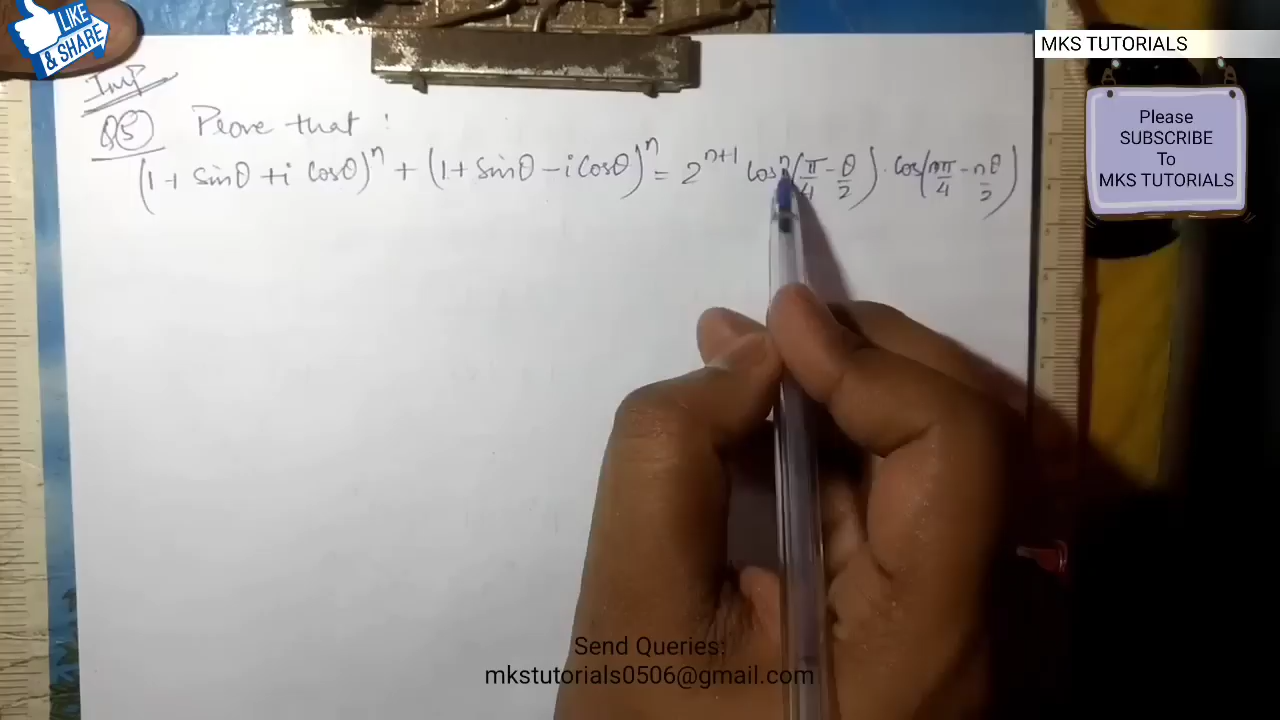 LIKE
& SHARE
MKS TUTORIALS
Please
SUBSCRIBE
To
MKS TUTORIALS
Imp
Q5 Prove that :
(1 + sinθ + i cosθ)ⁿ + (1 + sinθ - i cosθ)ⁿ = 2ⁿ⁺¹ cosⁿ(π/4 - θ/2) . cos(nπ/4 - nθ/2)
Send Queries:
mkstutorials0506@gmail.com